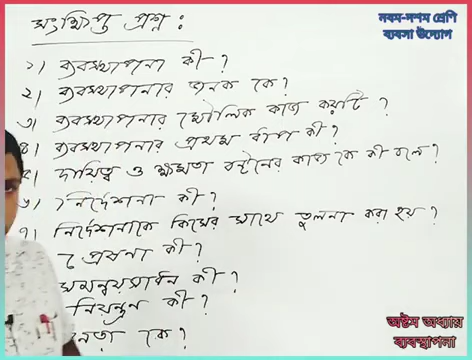 সংক্ষিপ্ত প্রশ্ন :
নবম-দশম শ্রেণি
ব্যবসা উদ্যোগ
১) ব্যবস্থাপনা কী ?
২) ব্যবস্থাপনার জনক কে ?
৩) ব্যবস্থাপনার মৌলিক কাজ কয়টি ?
৪) ব্যবস্থাপনার প্রথম ধাপ কী ?
৫) দায়িত্ব ও ক্ষমতা বন্টনের কাজ কে কী বলে ?
৬) নির্দেশনা কী ?
৭) নির্দেশনাকে কিসের সাথে তুলনা করা হয় ?
প্রেষণা কী ?
সমন্বয়সাধন কী ?
নিয়ন্ত্রন কী ?
নেতা কে ?
অষ্টম অধ্যায়
ব্যবস্থাপনা